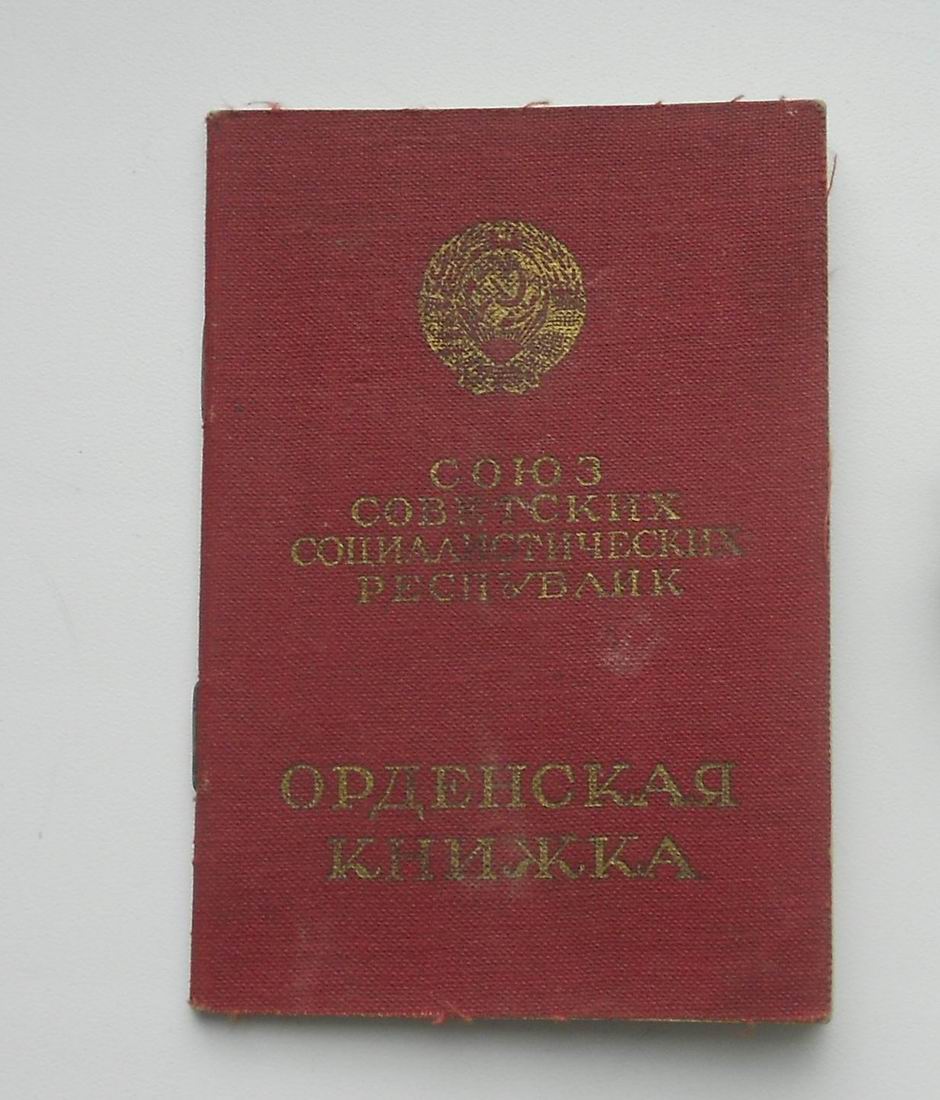 СОЮЗ
СОВЕТСКИХ
СОЦИАЛИСТИЧЕСКИХ
РЕСПУБЛИК
ОРДЕНСКАЯ
КНИЖКА